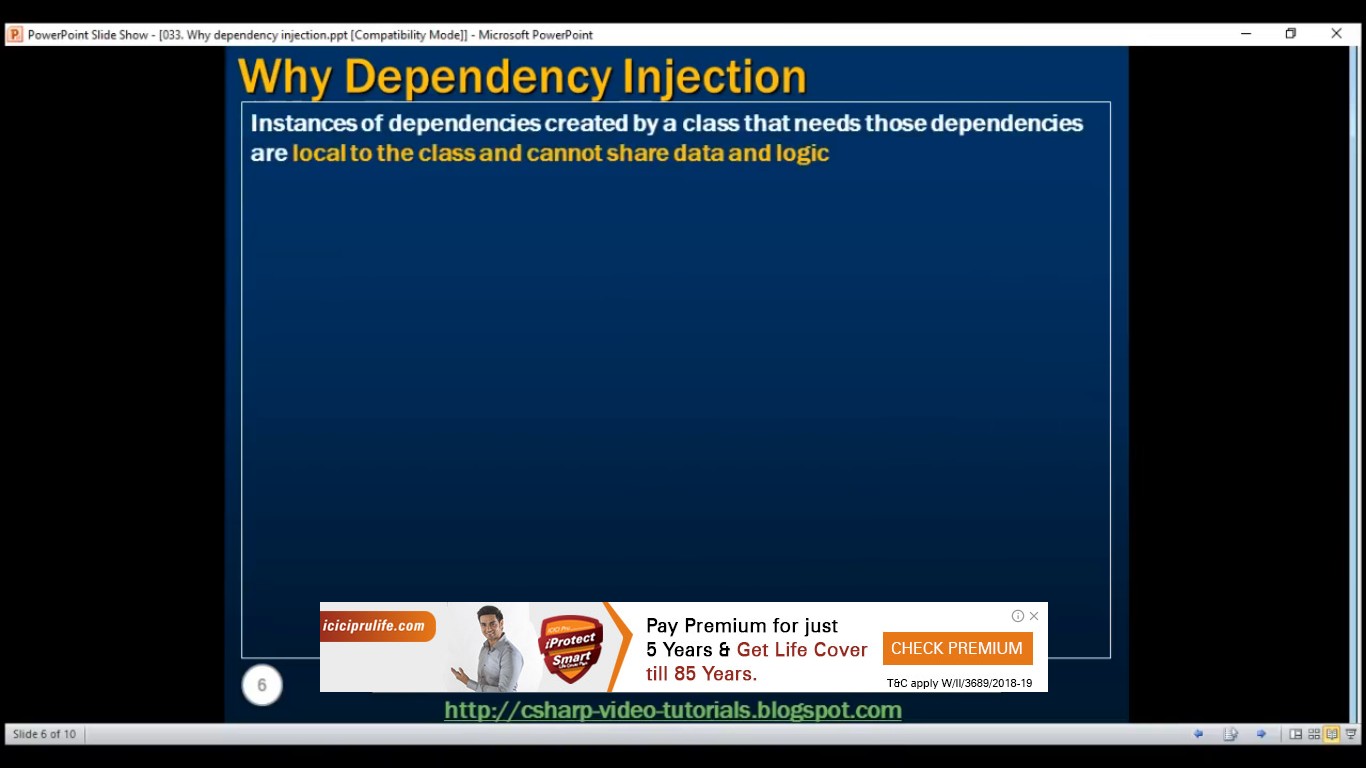 PowerPoint Slide Show - [033. Why dependency injection.ppt [Compatibility Mode]] - Microsoft PowerPoint
Why Dependency Injection
Instances of dependencies created by a class that needs those dependencies
are local to the class and cannot share data and logic
iciciprulife.com
iProtect
Smart
Pay Premium for just
5 Years & Get Life Cover
till 85 Years.
CHECK PREMIUM
T&C apply W/II/3689/2018-19
6
http://csharp-video-tutorials.blogspot.com
Slide 6 of 10